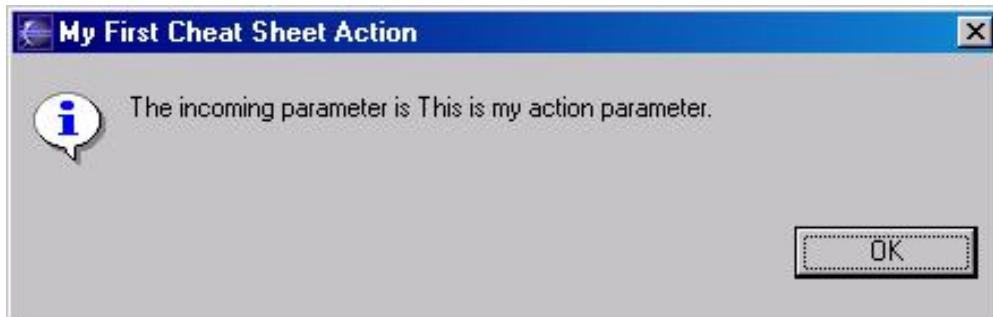 My First Cheat Sheet Action
The incoming parameter is This is my action parameter.
OK